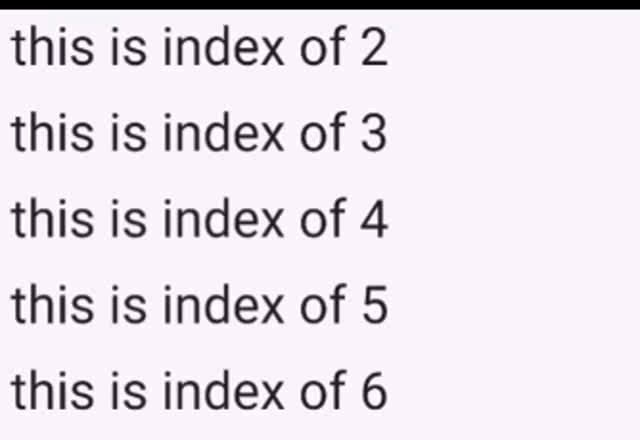 this is index of 2
this is index of 3
this is index of 4
this is index of 5
this is index of 6